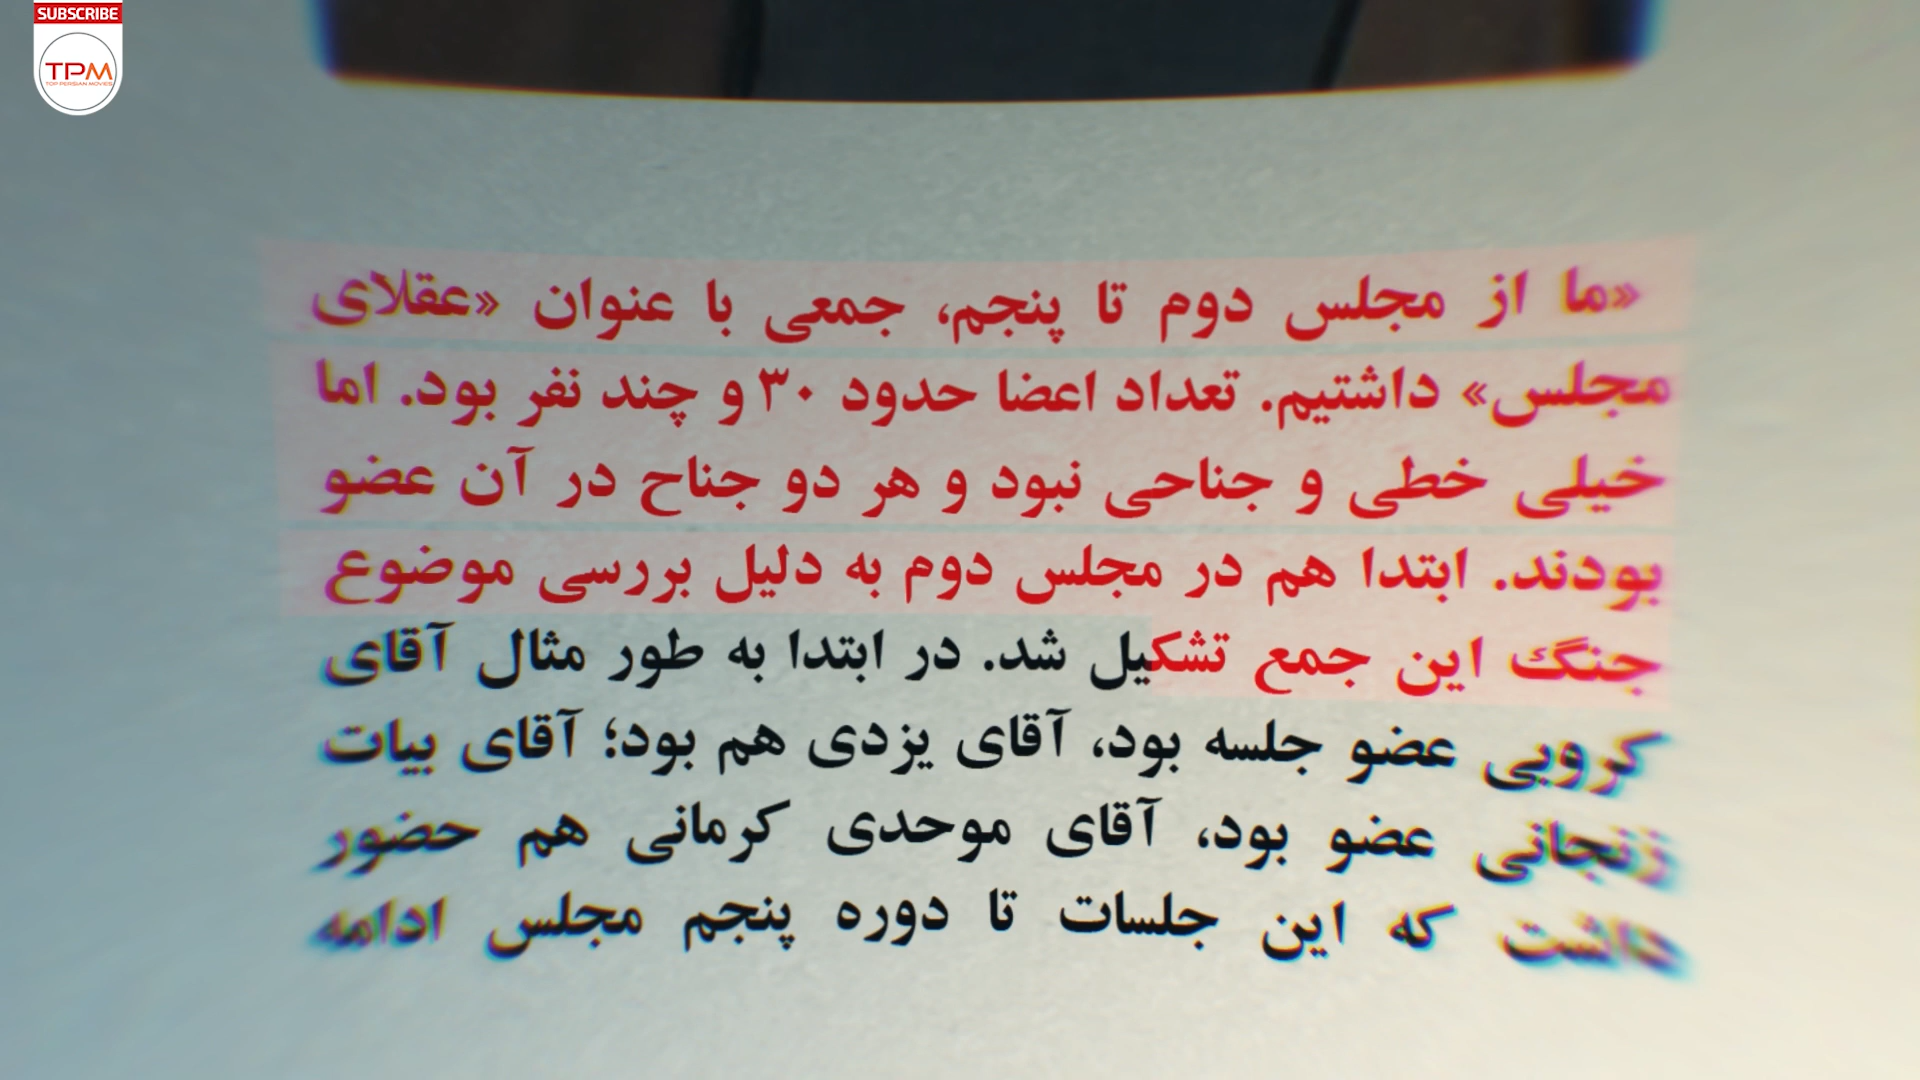 SUBSCRIBE
TPM
TOP PERSIAN MOVIES
«ما از مجلس دوم تا پنجم، جمعی با عنوان «عقلای
مجلس» داشتیم. تعداد اعضا حدود ۳۰ و چند نفر بود. اما
خیلی خطی و جناحی نبود و هر دو جناح در آن عضو
بودند. ابتدا هم در مجلس دوم به دلیل بررسی موضوع
جنگ این جمع تشکیل شد. در ابتدا به طور مثال آقای
کروبی عضو جلسه بود، آقای یزدی هم بود؛ آقای بیات
زنجانی عضو بود، آقای موحدی کرمانی هم حضور
داشت که این جلسات تا دوره پنجم مجلس ادامه